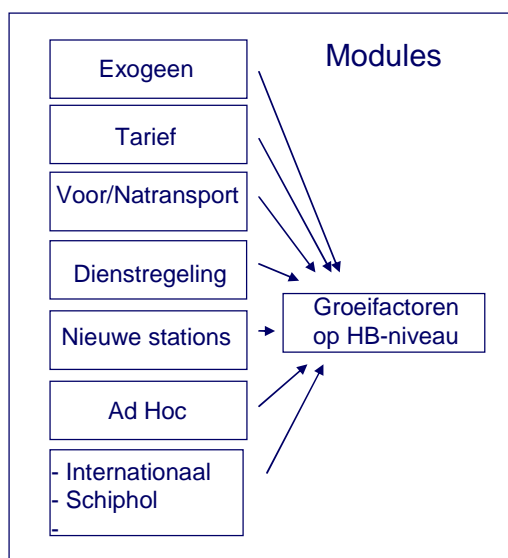 Modules
Exogeen
Tarief
Voor/Natransport
Dienstregeling
Nieuwe stations
Ad Hoc
- Internationaal
- Schiphol
-
Groeifactoren
op HB-niveau